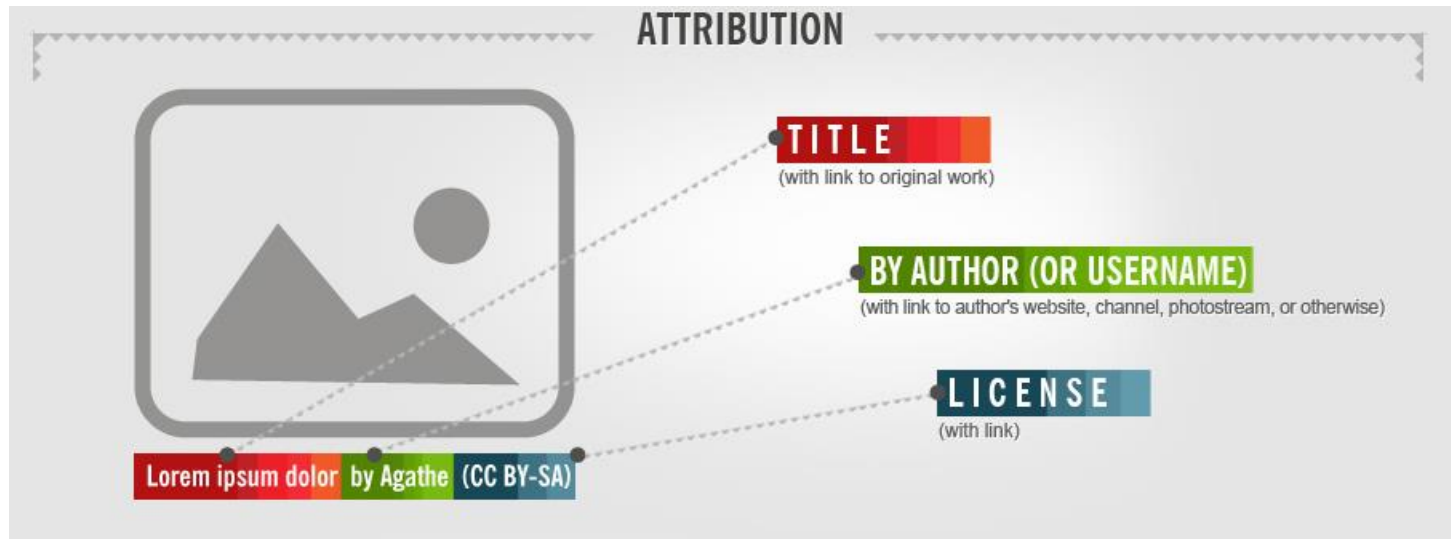 ATTRIBUTION
TITLE
(with link to original work)
BY AUTHOR (OR USERNAME)
(with link to author's website, channel, photostream, or otherwise)
LICENSE
(with link)
Lorem ipsum dolor by Agathe (CC BY-SA)